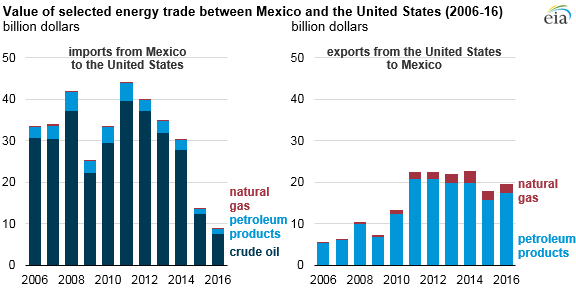 Value of selected energy trade between Mexico and the United States (2006-16)
billion dollars
billion dollars
eia
imports from Mexico
to the United States
exports from the United States
to Mexico
50
40
30
20
10
0
natural
gas
petroleum
products
crude oil
2006 2008 2010 2012 2014 2016
50
40
30
20
10
0
natural
gas
petroleum
products
2006 2008 2010 2012 2014 2016